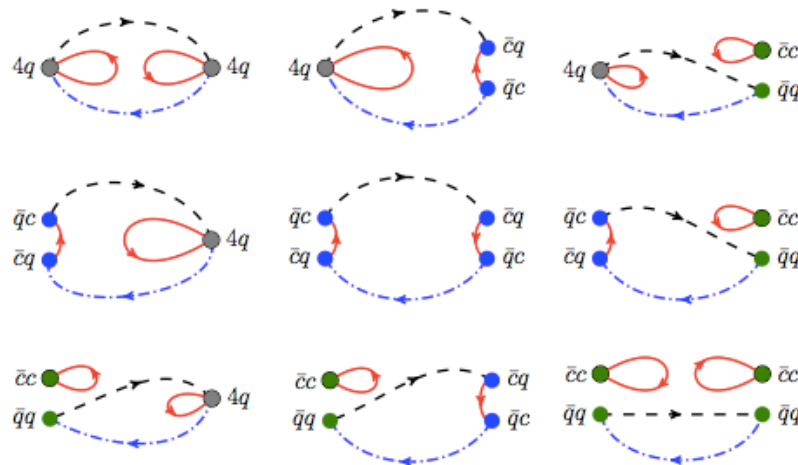 4q 4q
4q c̄q
q̄c
4q c̄c
q̄q
q̄c
c̄q 4q
q̄c c̄q
c̄q q̄c
q̄c c̄c
c̄q q̄q
c̄c 4q
q̄q
c̄c c̄q
q̄q q̄c
c̄c c̄c
q̄q q̄q